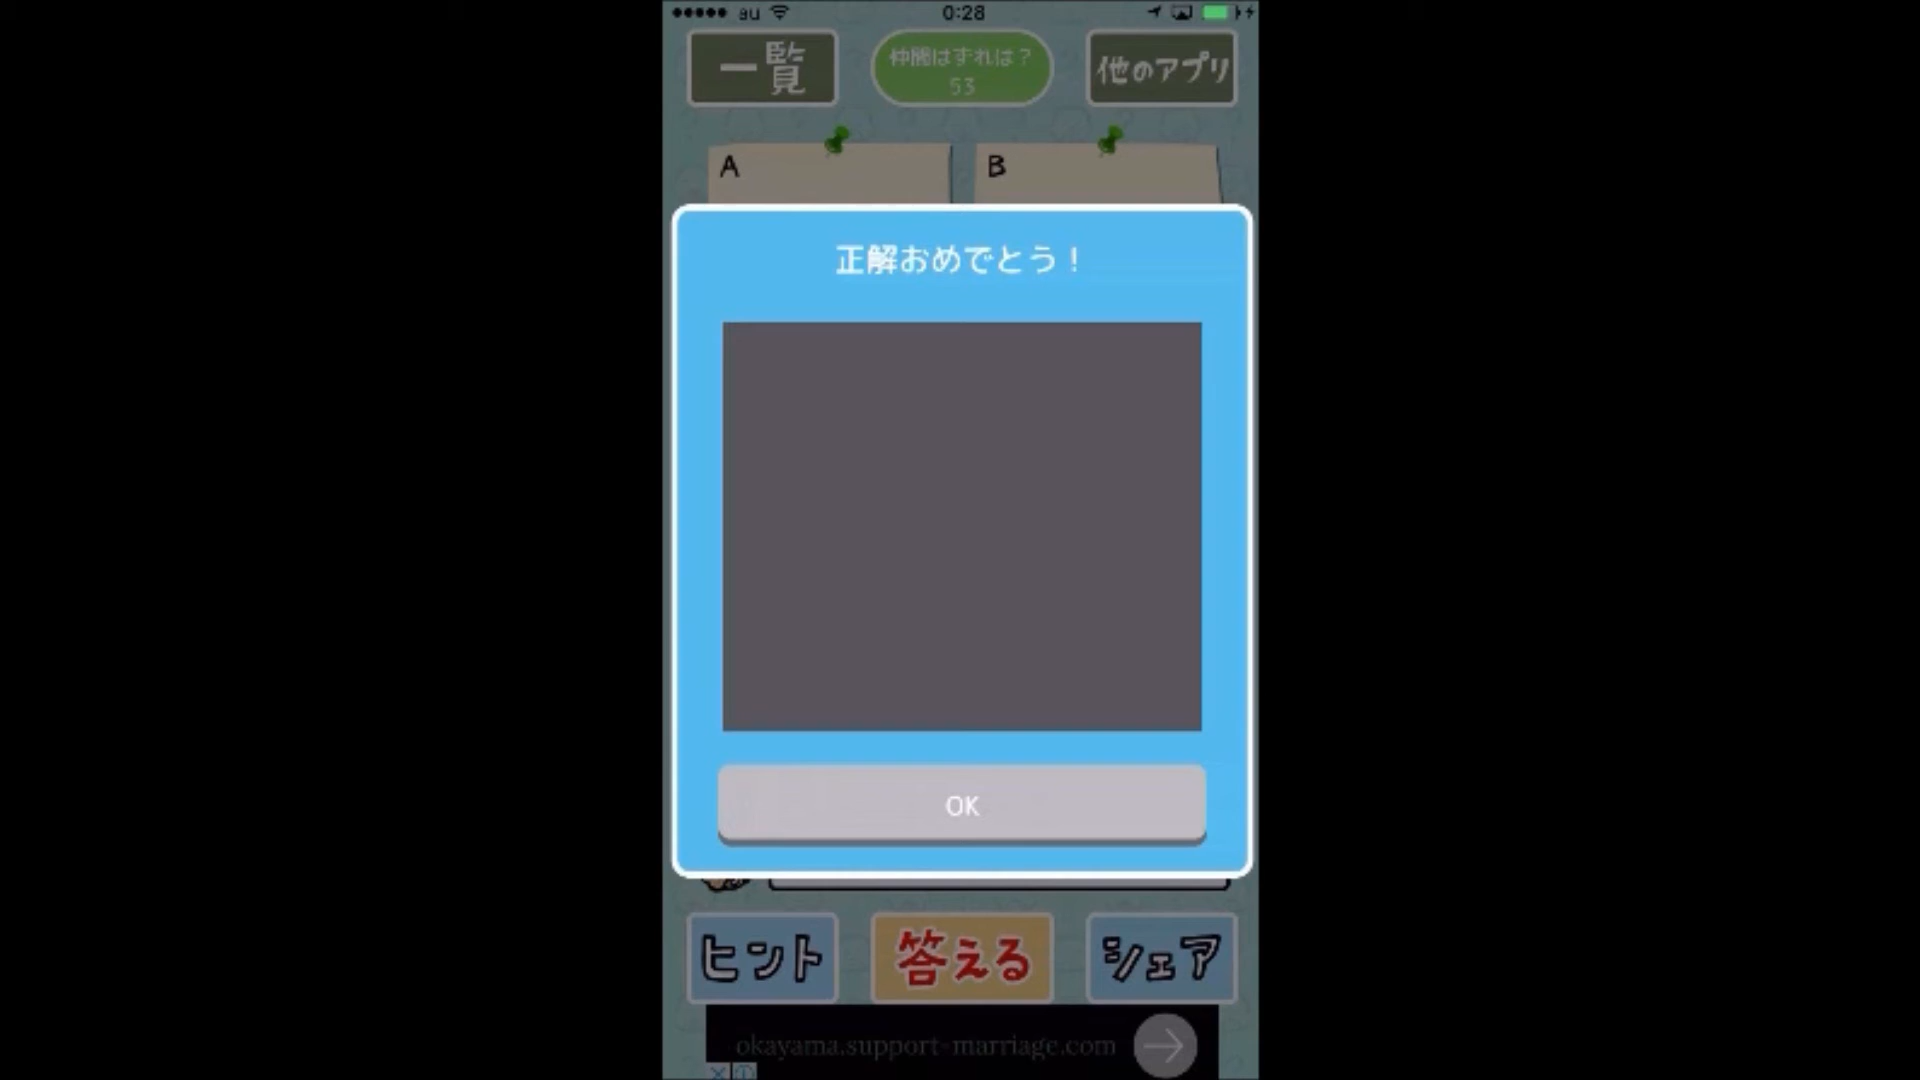 au 0:28
一覧
仲間はずれは？
53
他のアプリ
A
B
正解おめでとう！
OK
ヒント
答える
シェア
okayama.support-marriage.com